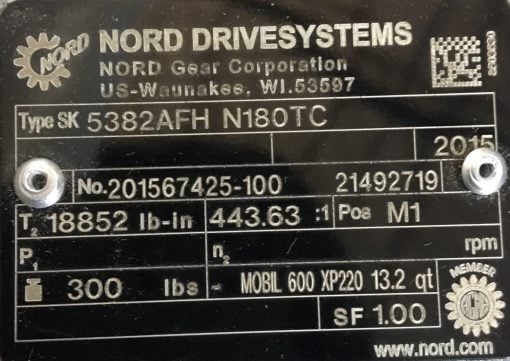 NORD
NORD DRIVESYSTEMS
NORD Gear Corporation
US-Waunakee, WI.53597
Type SK 5382AFH N180TC
2015
No.201567425-100 21492719
T2 18852 lb-in 443.63 :1 Pos M1
P1 n2 rpm
300 lbs - MOBIL 600 XP220 13.2 qt
SF 1.00
MEMBER
www.nord.com